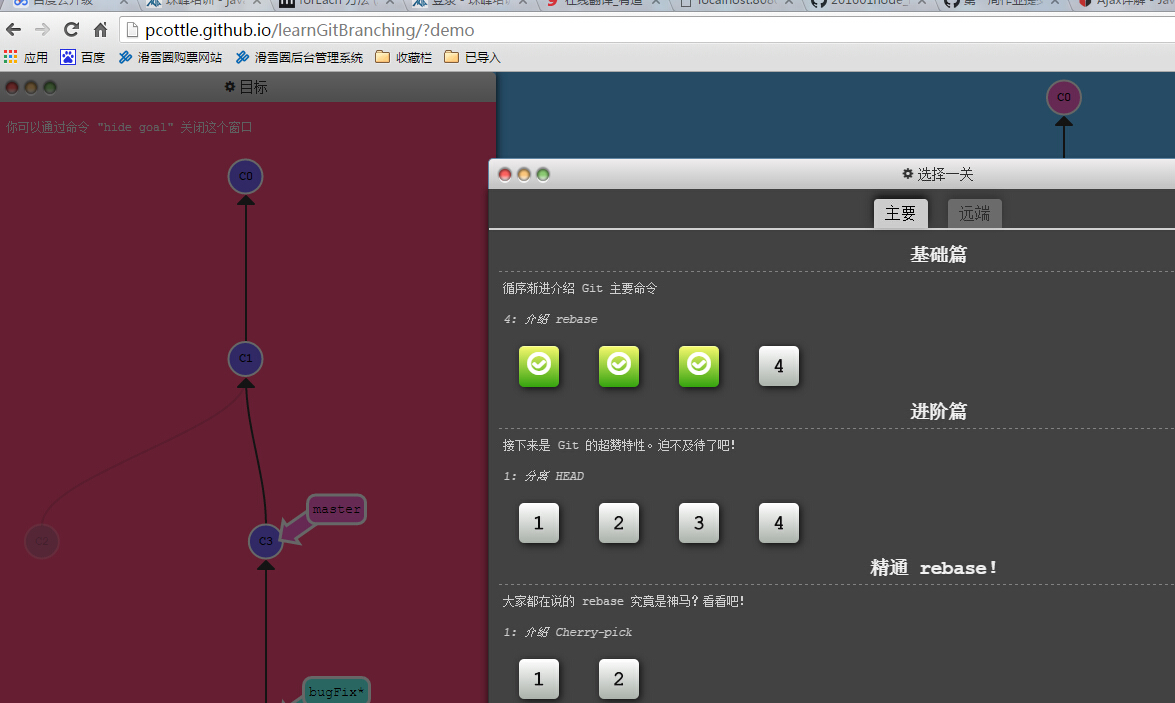 pcottle.github.io/learnGitBranching/?demo
应用 百度 滑雪圈购票网站 滑雪圈后台管理系统 收藏栏 已导入
目标
你可以通过命令 "hide goal" 关闭这个窗口
C0
C1
C2
master
C3
bugFix*
C0
选择一关
主要 远端
基础篇
循序渐进介绍 Git 主要命令
4: 介绍 rebase
4
进阶篇
接下来是 Git 的超赞特性。迫不及待了吧!
1: 分离 HEAD
1 2 3 4
精通 rebase!
大家都在说的 rebase 究竟是神马?看看吧!
1: 介绍 Cherry-pick
1 2